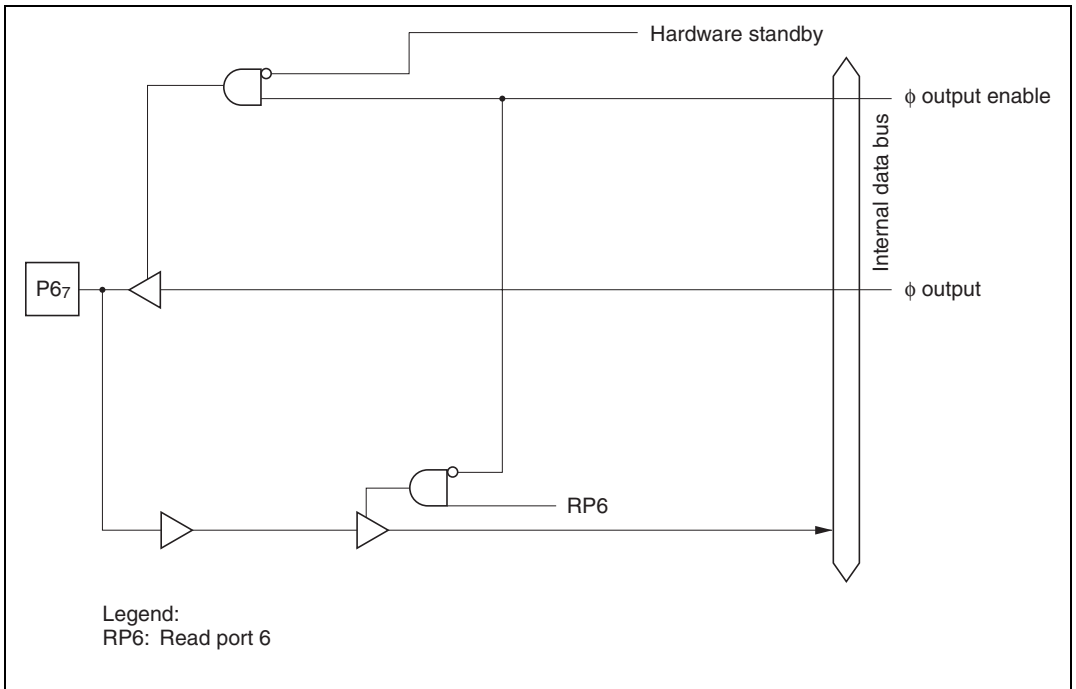 Hardware standby
ϕ output enable
Internal data bus
P6₇
ϕ output
RP6
Legend:
RP6: Read port 6